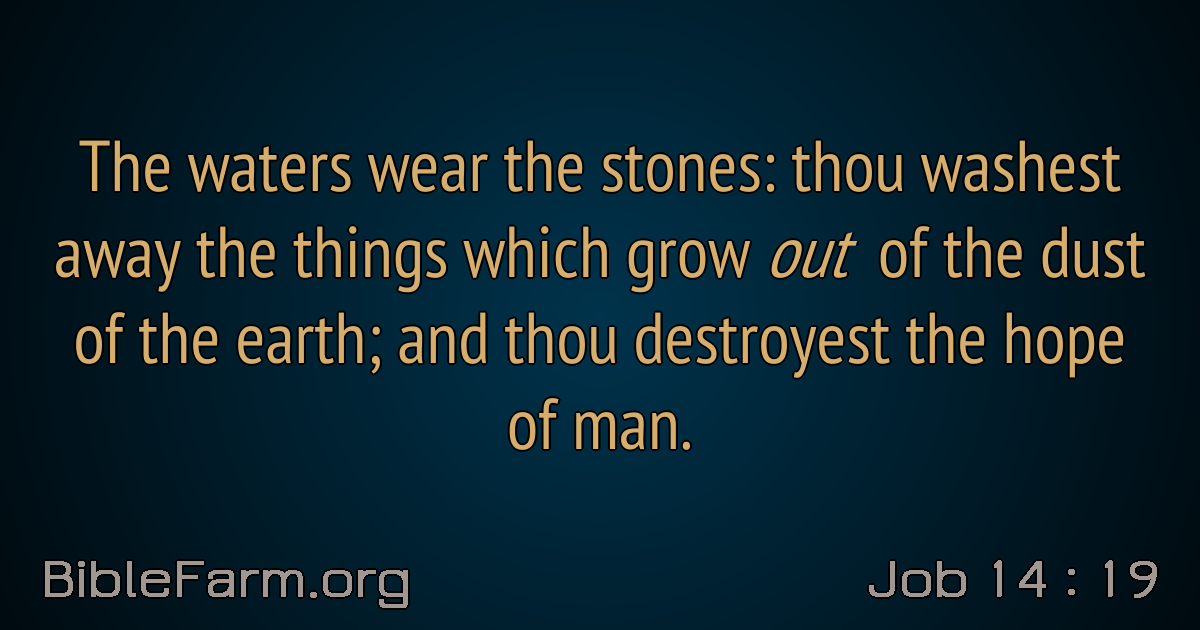 The waters wear the stones: thou washest
away the things which grow out of the dust
of the earth; and thou destroyest the hope
of man.
BibleFarm.org
Job 14 : 19